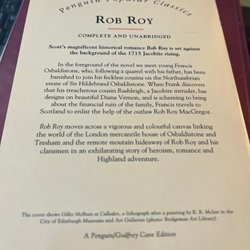 Penguin Popular Classics
ROB ROY
COMPLETE AND UNABRIDGED
Scott's magnificent historical romance Rob Roy is set against
the background of the 1715 Jacobite rising.
In the foreground of the novel we meet young Francis
Osbaldistone, who, following a quarrel with his father, has been
banished to join his feckless cousins on the Northumbrian
estate of Sir Hildebrand Osbaldistone. When Frank discovers
that his treacherous cousin Rashleigh, a Jacobite intruder, has
designs on beautiful Diana Vernon, and is scheming to bring
about the financial ruin of the family, Francis travels to
Scotland to enlist the help of the outlaw Rob Roy MacGregor.
Rob Roy moves across a vigorous and colourful canvas linking
the world of the London mercantile house of Osbaldistone and
Tresham and the remote mountain hideaway of Rob Roy and his
clansmen in an exhilarating story of heroism, romance and
Highland adventure.
The cover shows Gillies McBean at Culloden, a lithograph after a painting by R. R. McIan in the
City of Edinburgh Museums and Art Galleries (photo: Bridgeman Art Library)
A Penguin/Godfrey Cave Edition